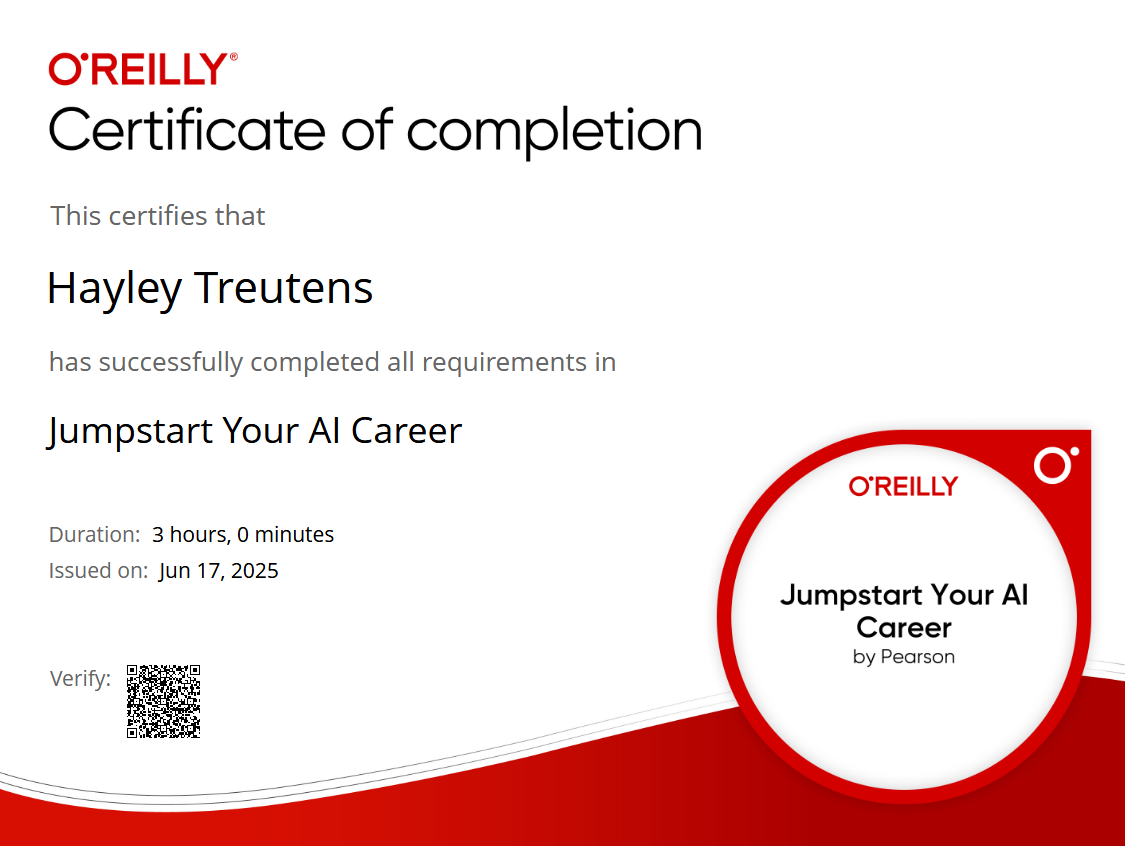 O'REILLY®
Certificate of completion
This certifies that
Hayley Treutens
has successfully completed all requirements in
Jumpstart Your AI Career
Duration: 3 hours, 0 minutes
Issued on: Jun 17, 2025
Verify:
O'REILLY
Jumpstart Your AI
Career
by Pearson